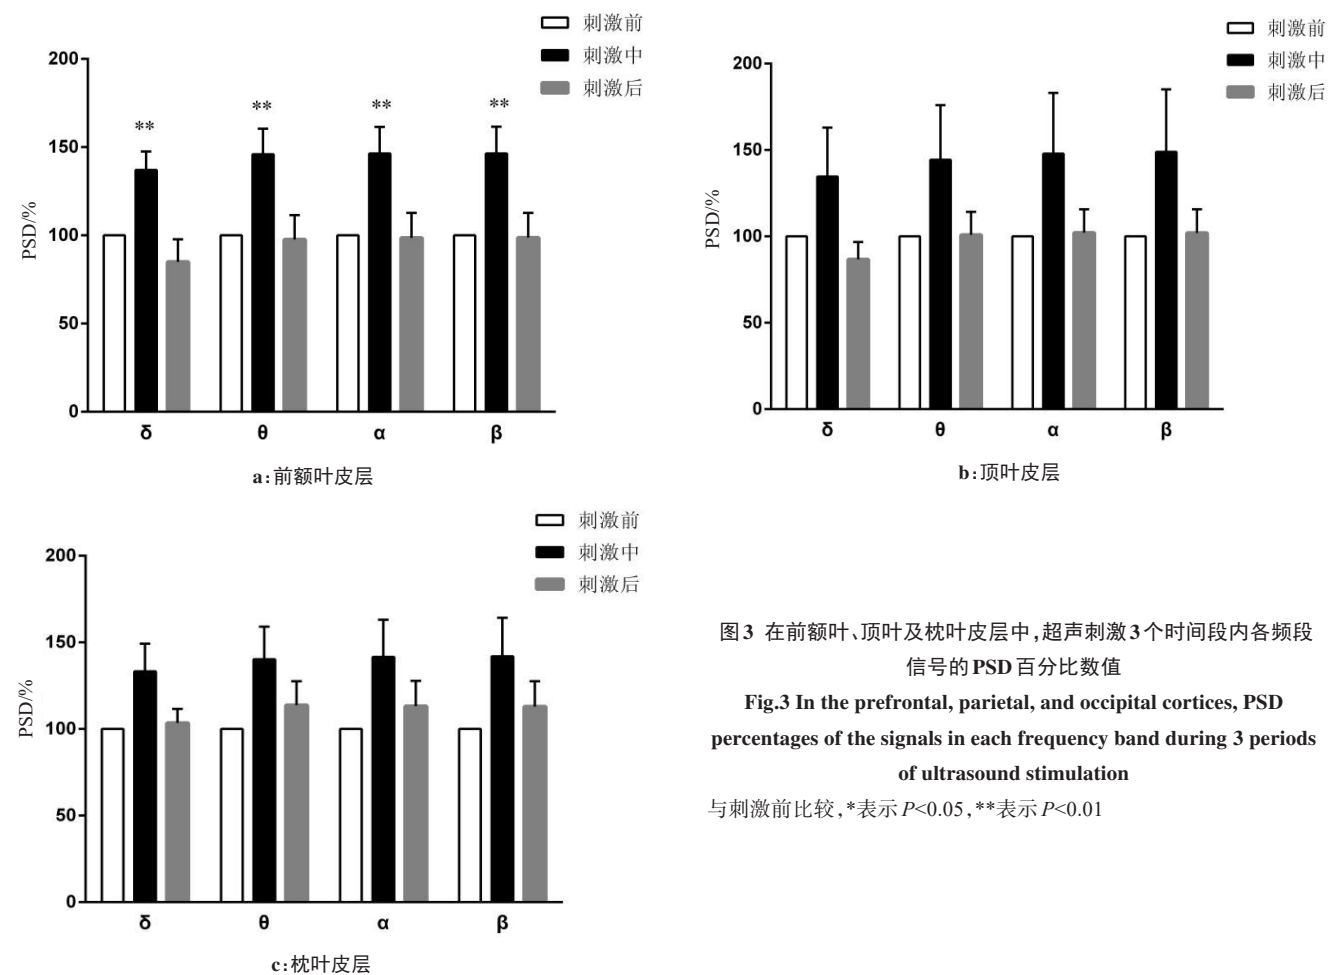 刺激前
刺激中
刺激后
200
150
100
50
0
PSD/%
**
**
**
**
δ θ α β
a:前额叶皮层
刺激前
刺激中
刺激后
200
150
100
50
0
PSD/%
δ θ α β
b:顶叶皮层
刺激前
刺激中
刺激后
200
150
100
50
0
PSD/%
δ θ α β
c:枕叶皮层
图3 在前额叶、顶叶及枕叶皮层中,超声刺激3个时间段内各频段
信号的PSD百分比数值
Fig.3 In the prefrontal, parietal, and occipital cortices, PSD
percentages of the signals in each frequency band during 3 periods
of ultrasound stimulation
与刺激前比较,*表示P<0.05,**表示P<0.01